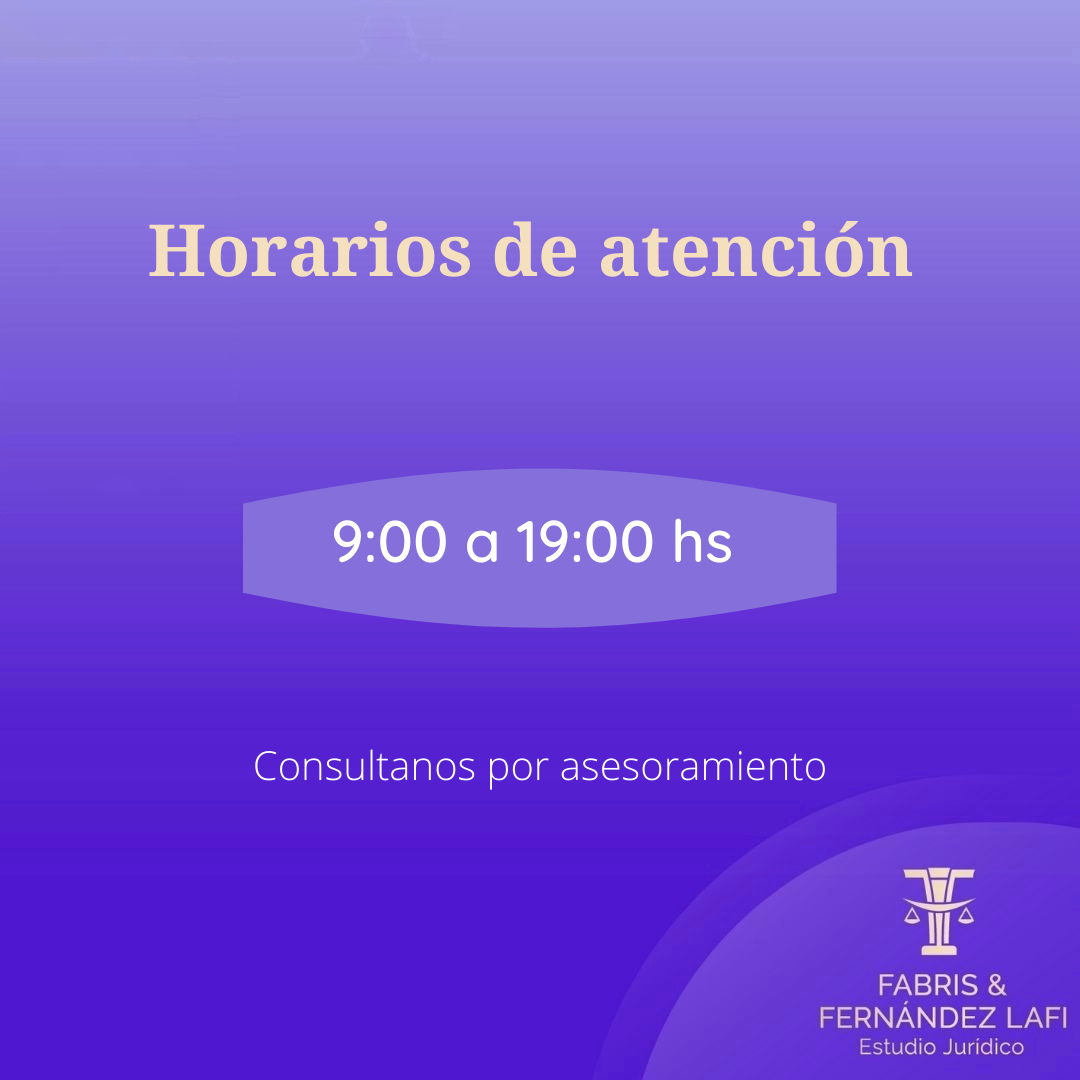 Horarios de atención
9:00 a 19:00 hs
Consultanos por asesoramiento
FABRIS &
FERNÁNDEZ LAFI
Estudio Jurídico